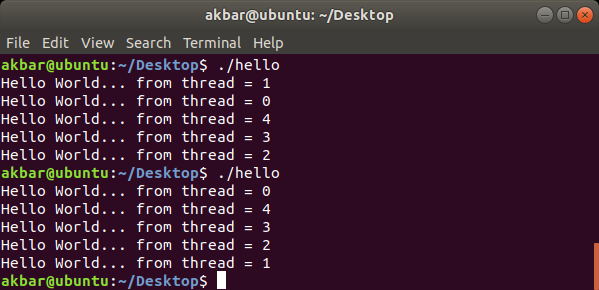 akbar@ubuntu: ~/Desktop
File Edit View Search Terminal Help
akbar@ubuntu:~/Desktop$ ./hello
Hello World... from thread = 1
Hello World... from thread = 0
Hello World... from thread = 4
Hello World... from thread = 3
Hello World... from thread = 2
akbar@ubuntu:~/Desktop$ ./hello
Hello World... from thread = 0
Hello World... from thread = 4
Hello World... from thread = 3
Hello World... from thread = 2
Hello World... from thread = 1
akbar@ubuntu:~/Desktop$